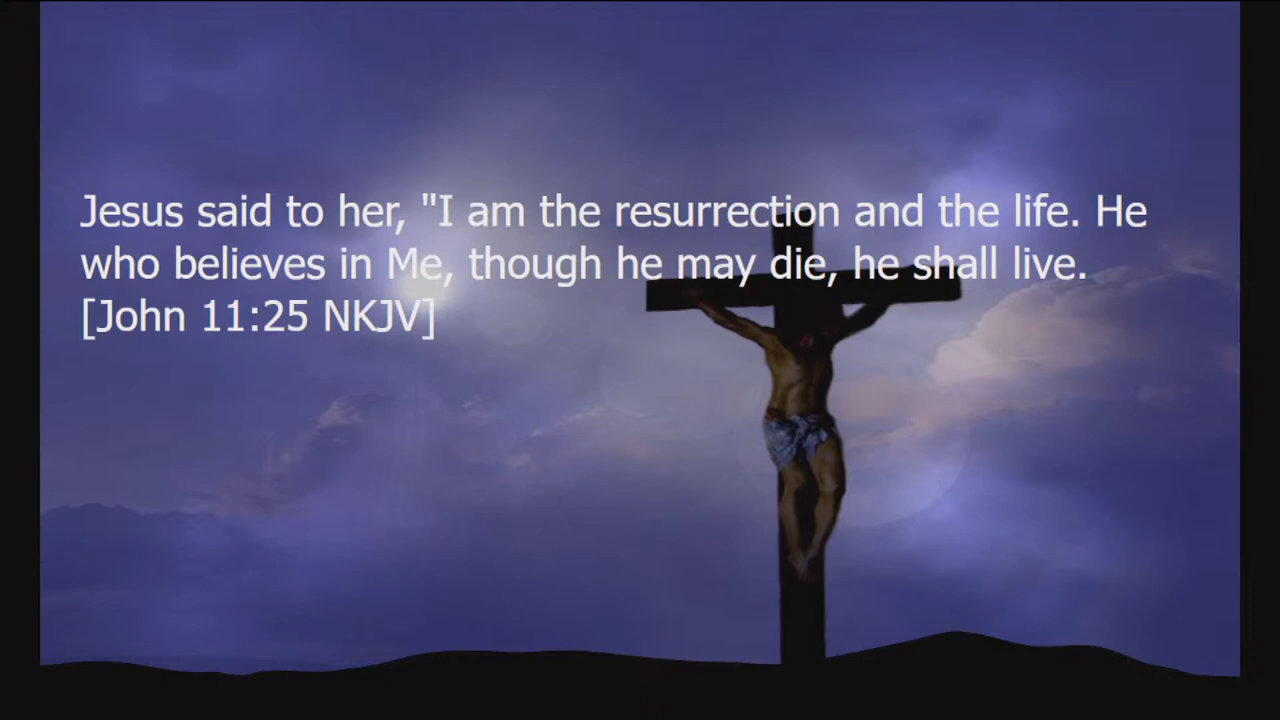 Jesus said to her, "I am the resurrection and the life. He
who believes in Me, though he may die, he shall live.
[John 11:25 NKJV]